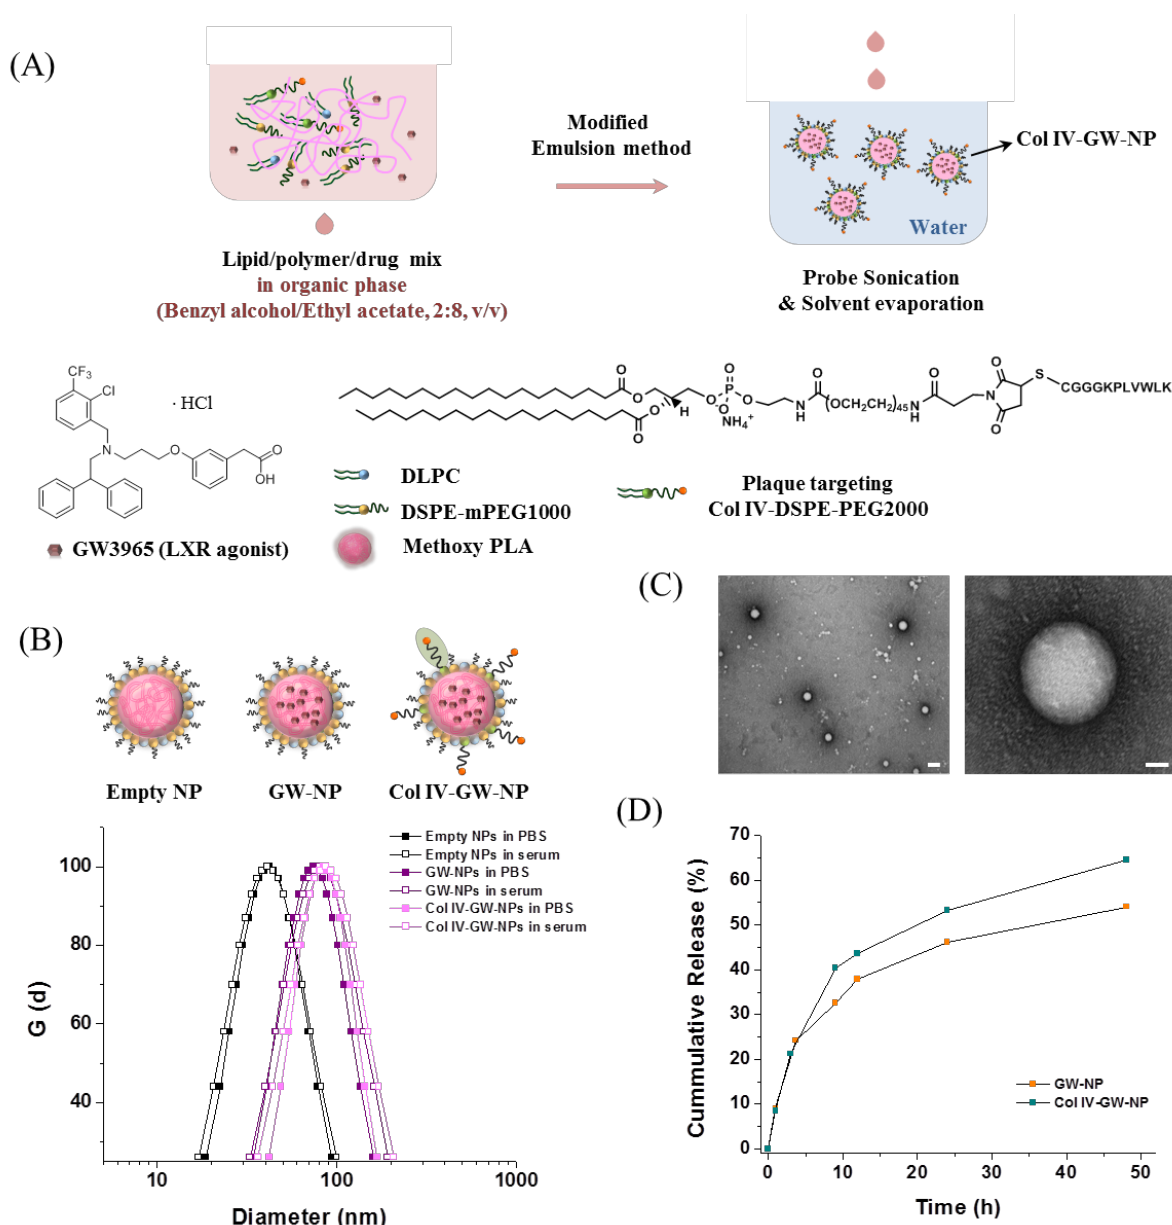 (A)
Modified
Emulsion method
Col IV-GW-NP
Water
Lipid/polymer/drug mix
in organic phase
(Benzyl alcohol/Ethyl acetate, 2:8, v/v)
Probe Sonication
& Solvent evaporation
CF3
Cl
· HCl
N
O
O
OH
O
O
O
O
H
O
P
O
O
O
NH4+
N
H
O
(OCH2CH2)45
NH
O
N
O
O
S
CGGGKPLVWLK
DLPC
DSPE-mPEG1000
Methoxy PLA
Plaque targeting
Col IV-DSPE-PEG2000
GW3965 (LXR agonist)
(B)
Empty NP
GW-NP
Col IV-GW-NP
Empty NPs in PBS
Empty NPs in serum
GW-NPs in PBS
GW-NPs in serum
Col IV-GW-NPs in PBS
Col IV-GW-NPs in serum
G (d)
100
80
60
40
10
100
1000
Diameter (nm)
(C)
(D)
Cummulative Release (%)
70
60
50
40
30
20
10
0
GW-NP
Col IV-GW-NP
0
10
20
30
40
50
Time (h)